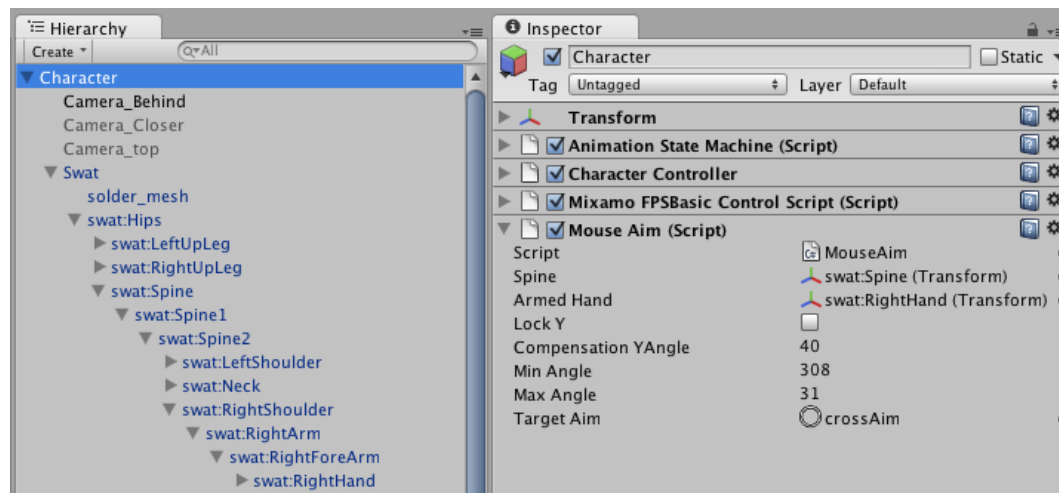 Hierarchy
Create
All
Character
Camera_Behind
Camera_Closer
Camera_top
Swat
solder_mesh
swat:Hips
swat:LeftUpLeg
swat:RightUpLeg
swat:Spine
swat:Spine1
swat:Spine2
swat:LeftShoulder
swat:Neck
swat:RightShoulder
swat:RightArm
swat:RightForeArm
swat:RightHand
Inspector
Character Static
Tag Untagged Layer Default
Transform
Animation State Machine (Script)
Character Controller
Mixamo FPSBasic Control Script (Script)
Mouse Aim (Script)
Script MouseAim
Spine swat:Spine (Transform)
Armed Hand swat:RightHand (Transform)
Lock Y
Compensation YAngle 40
Min Angle 308
Max Angle 31
Target Aim crossAim